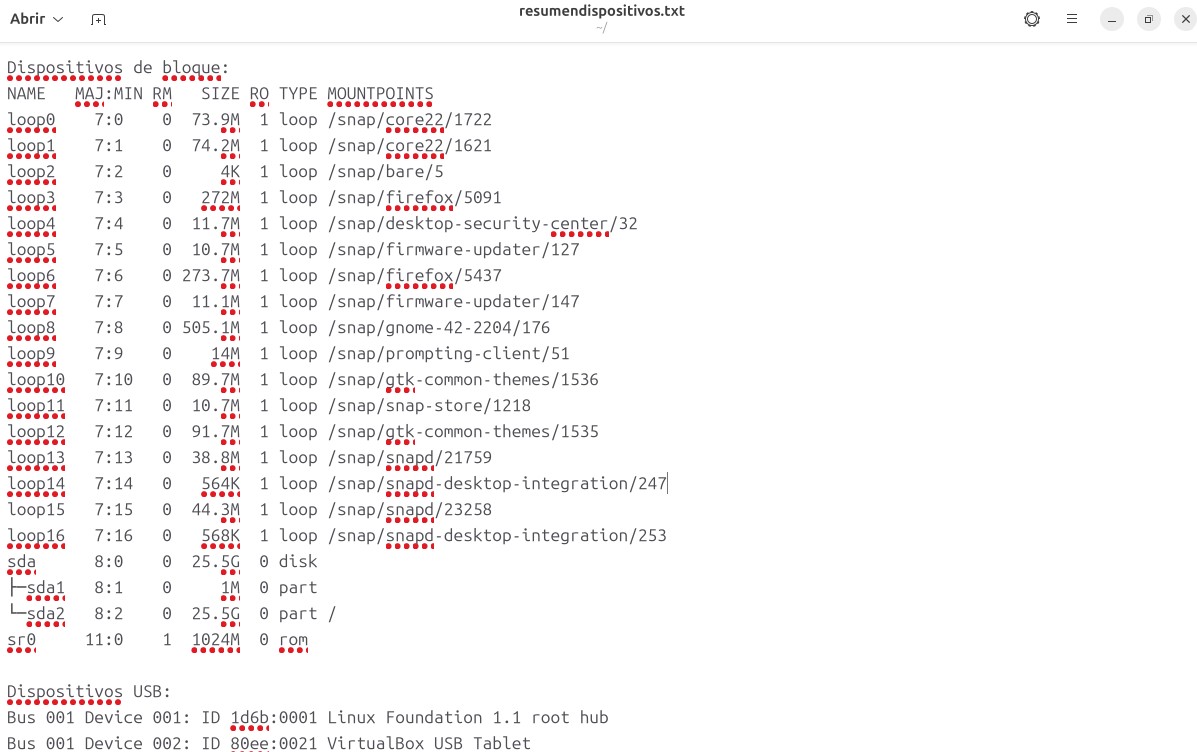 Abrir
resumendispositivos.txt
~/
Dispositivos de bloque:
NAME   MAJ:MIN RM   SIZE RO TYPE MOUNTPOINTS
loop0    7:0    0  73.9M  1 loop /snap/core22/1722
loop1    7:1    0  74.2M  1 loop /snap/core22/1621
loop2    7:2    0     4K  1 loop /snap/bare/5
loop3    7:3    0   272M  1 loop /snap/firefox/5091
loop4    7:4    0  11.7M  1 loop /snap/desktop-security-center/32
loop5    7:5    0  10.7M  1 loop /snap/firmware-updater/127
loop6    7:6    0 273.7M  1 loop /snap/firefox/5437
loop7    7:7    0  11.1M  1 loop /snap/firmware-updater/147
loop8    7:8    0 505.1M  1 loop /snap/gnome-42-2204/176
loop9    7:9    0    14M  1 loop /snap/prompting-client/51
loop10   7:10   0  89.7M  1 loop /snap/gtk-common-themes/1536
loop11   7:11   0  10.7M  1 loop /snap/snap-store/1218
loop12   7:12   0  91.7M  1 loop /snap/gtk-common-themes/1535
loop13   7:13   0  38.8M  1 loop /snap/snapd/21759
loop14   7:14   0   564K  1 loop /snap/snapd-desktop-integration/247
loop15   7:15   0  44.3M  1 loop /snap/snapd/23258
loop16   7:16   0   568K  1 loop /snap/snapd-desktop-integration/253
sda      8:0    0  25.5G  0 disk
├─sda1   8:1    0     1M  0 part
└─sda2   8:2    0  25.5G  0 part /
sr0     11:0    1  1024M  0 rom
Dispositivos USB:
Bus 001 Device 001: ID 1d6b:0001 Linux Foundation 1.1 root hub
Bus 001 Device 002: ID 80ee:0021 VirtualBox USB Tablet